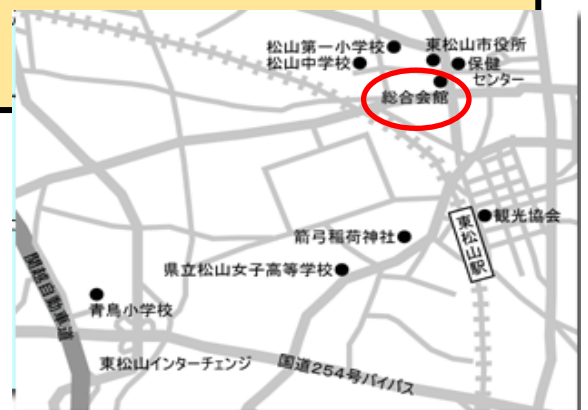 松山第一小学校
東松山市役所
松山中学校
保健
センター
総合会館
観光協会
東松山駅
箭弓稲荷神社
県立松山女子高等学校
関越自動車道
青鳥小学校
東松山インターチェンジ
国道254号バイパス